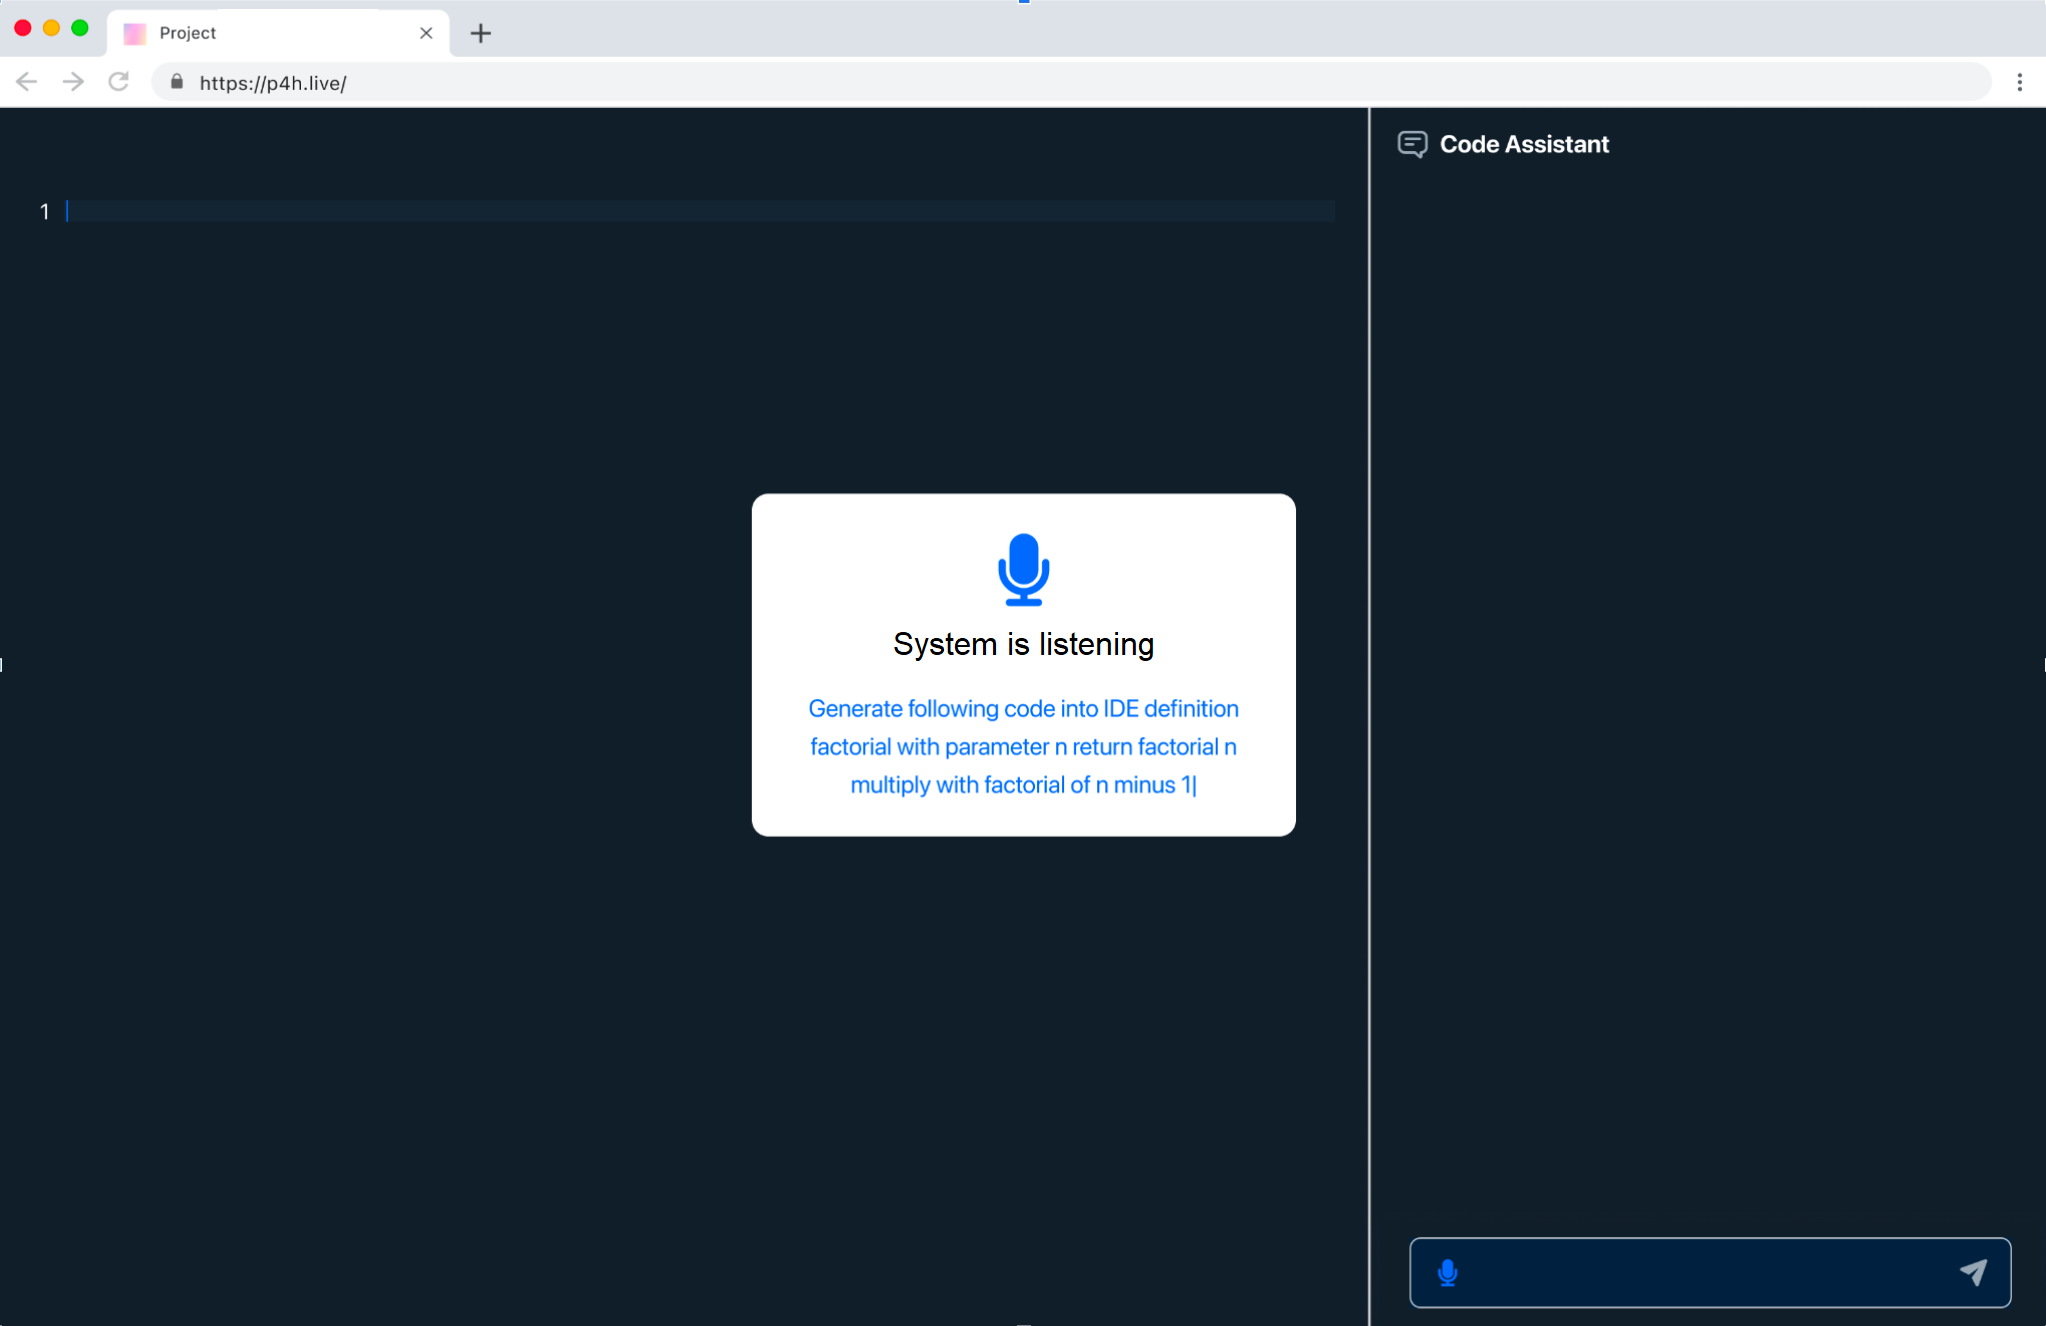 Project
https://p4h.live/
Code Assistant
1
System is listening
Generate following code into IDE definition
factorial with parameter n return factorial n
multiply with factorial of n minus 1|